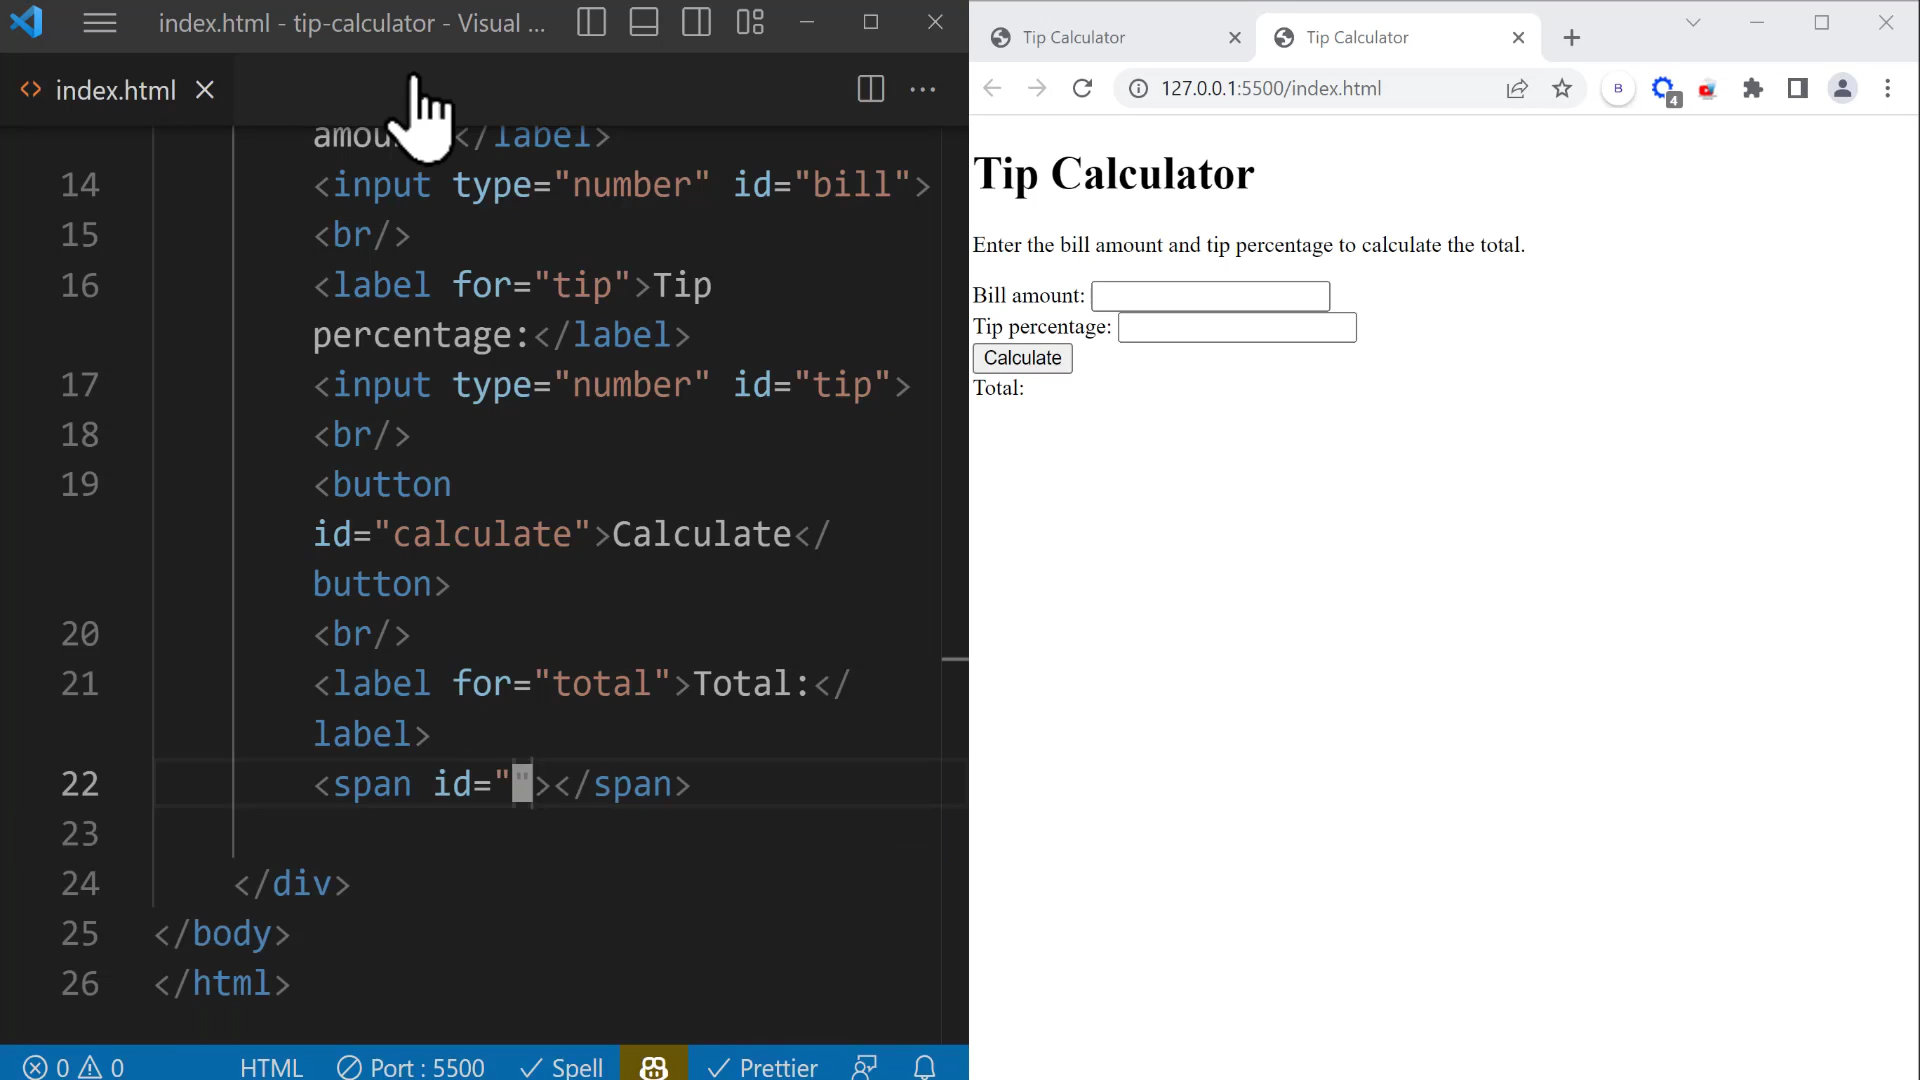 index.html - tip-calculator - Visual ...
index.html
</label>
14 <input type="number" id="bill">
15 <br/>
16 <label for="tip">Tip
percentage:</label>
17 <input type="number" id="tip">
18 <br/>
19 <button
id="calculate">Calculate</
button>
20 <br/>
21 <label for="total">Total:</
label>
22 <span id=""></span>
23
24 </div>
25 </body>
26 </html>
0 0 HTML Port : 5500 Spell Prettier
Tip Calculator
Tip Calculator
127.0.0.1:5500/index.html
B
4
Tip Calculator
Enter the bill amount and tip percentage to calculate the total.
Bill amount:
Tip percentage:
Calculate
Total: